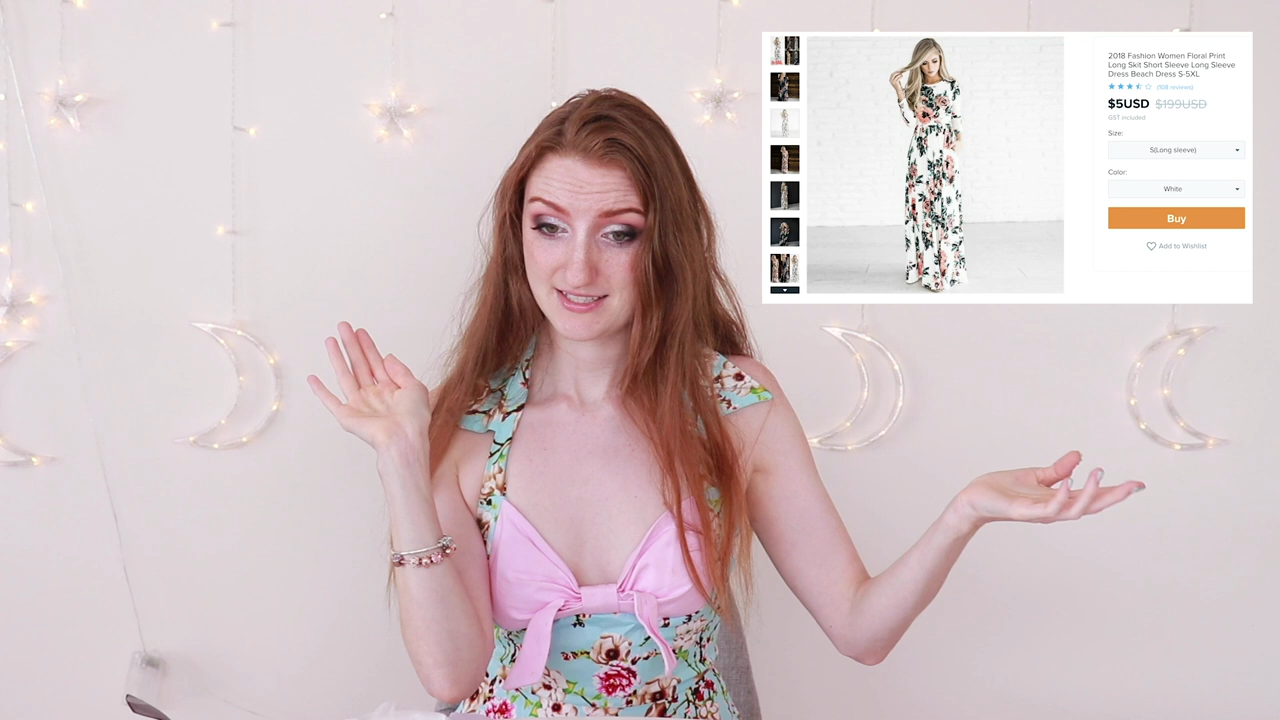 2018 Fashion Women Floral Print
Long Skit Short Sleeve Long Sleeve
Dress Beach Dress S-5XL
(108 reviews)
$5USD $199USD
GST included
Size:
S(Long sleeve)
Color:
White
Buy
Add to Wishlist